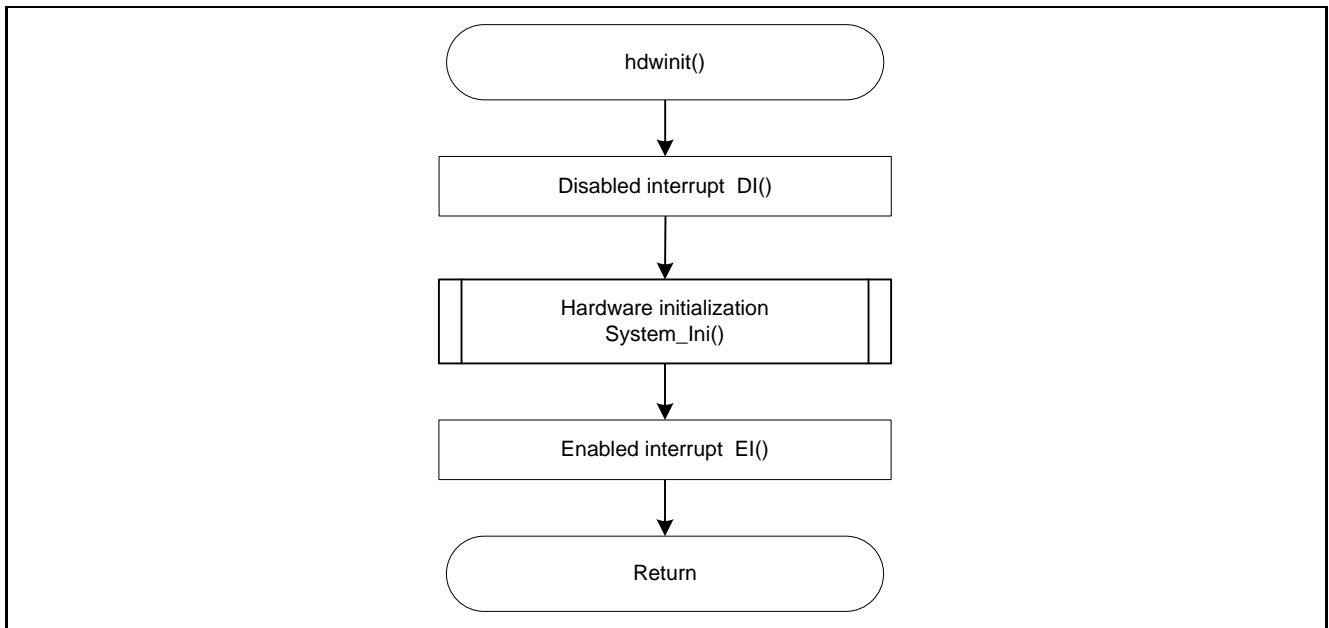 hdwinit()
Disabled interrupt  DI()
Hardware initialization
System_Ini()
Enabled interrupt  EI()
Return